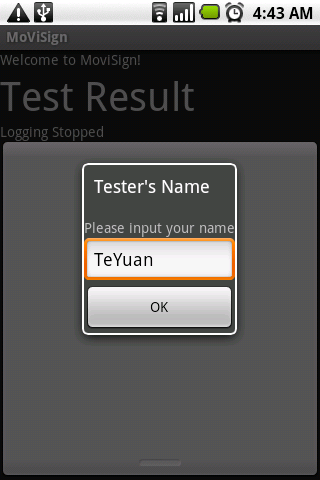 4:43 AM
MoViSign
Welcome to MoviSign!
Test Result
Logging Stopped
Tester's Name
Please input your name
TeYuan
OK